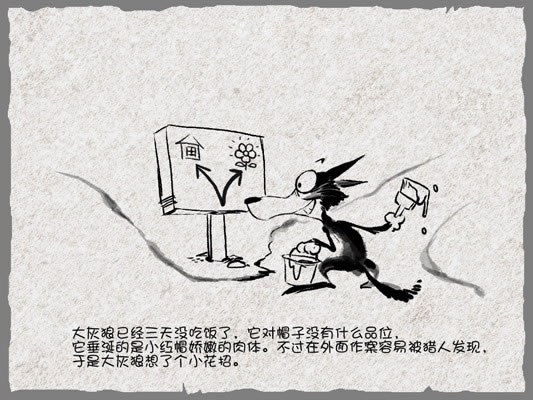 大灰狼已经三天没吃饭了，它对帽子没有什么品位，
它垂涎的是小红帽娇嫩的肉体。不过在外面作案容易被猎人发现，
于是大灰狼想了个小花招。